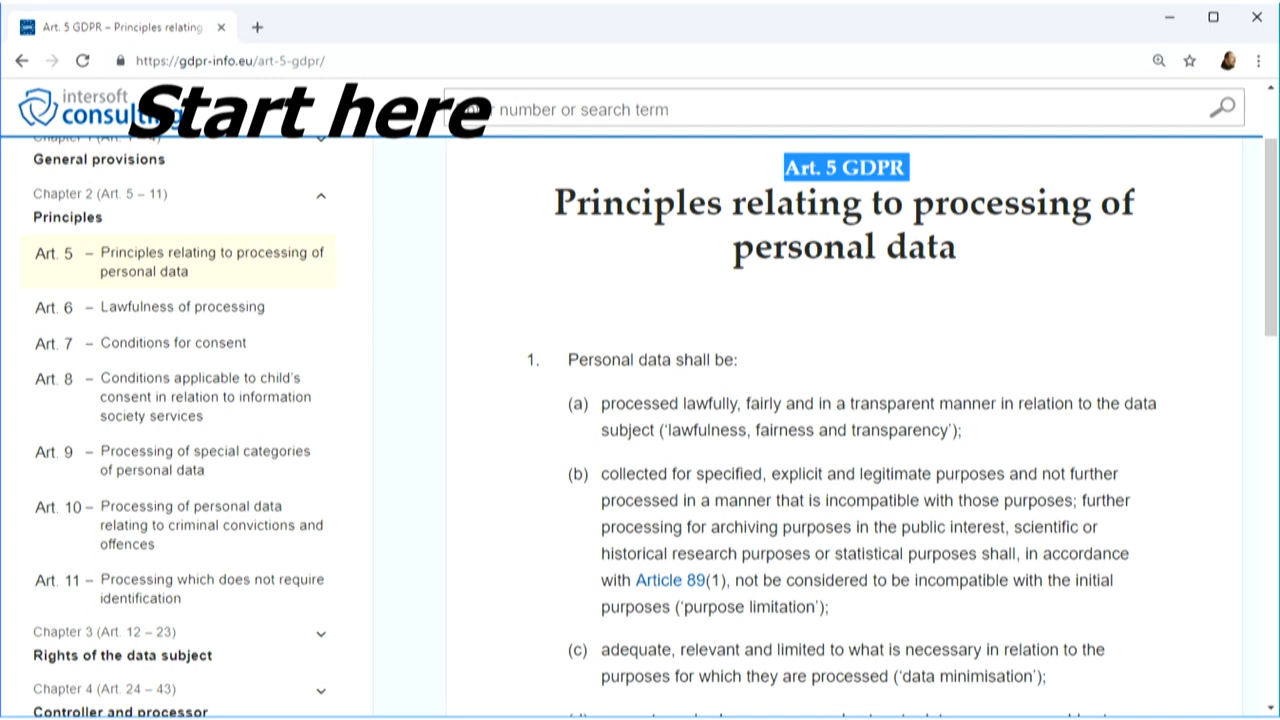 Art. 5 GDPR – Principles relating
https://gdpr-info.eu/art-5-gdpr/
intersoft
consulting
Start here
number or search term
General provisions
Chapter 2 (Art. 5 – 11)
Principles
Art. 5 – Principles relating to processing of
personal data
Art. 6 – Lawfulness of processing
Art. 7 – Conditions for consent
Art. 8 – Conditions applicable to child's
consent in relation to information
society services
Art. 9 – Processing of special categories
of personal data
Art. 10 – Processing of personal data
relating to criminal convictions and
offences
Art. 11 – Processing which does not require
identification
Chapter 3 (Art. 12 – 23)
Rights of the data subject
Chapter 4 (Art. 24 – 43)
Controller and processor
Art. 5 GDPR
Principles relating to processing of
personal data
1. Personal data shall be:
(a) processed lawfully, fairly and in a transparent manner in relation to the data
subject ('lawfulness, fairness and transparency');
(b) collected for specified, explicit and legitimate purposes and not further
processed in a manner that is incompatible with those purposes; further
processing for archiving purposes in the public interest, scientific or
historical research purposes or statistical purposes shall, in accordance
with Article 89(1), not be considered to be incompatible with the initial
purposes ('purpose limitation');
(c) adequate, relevant and limited to what is necessary in relation to the
purposes for which they are processed ('data minimisation');